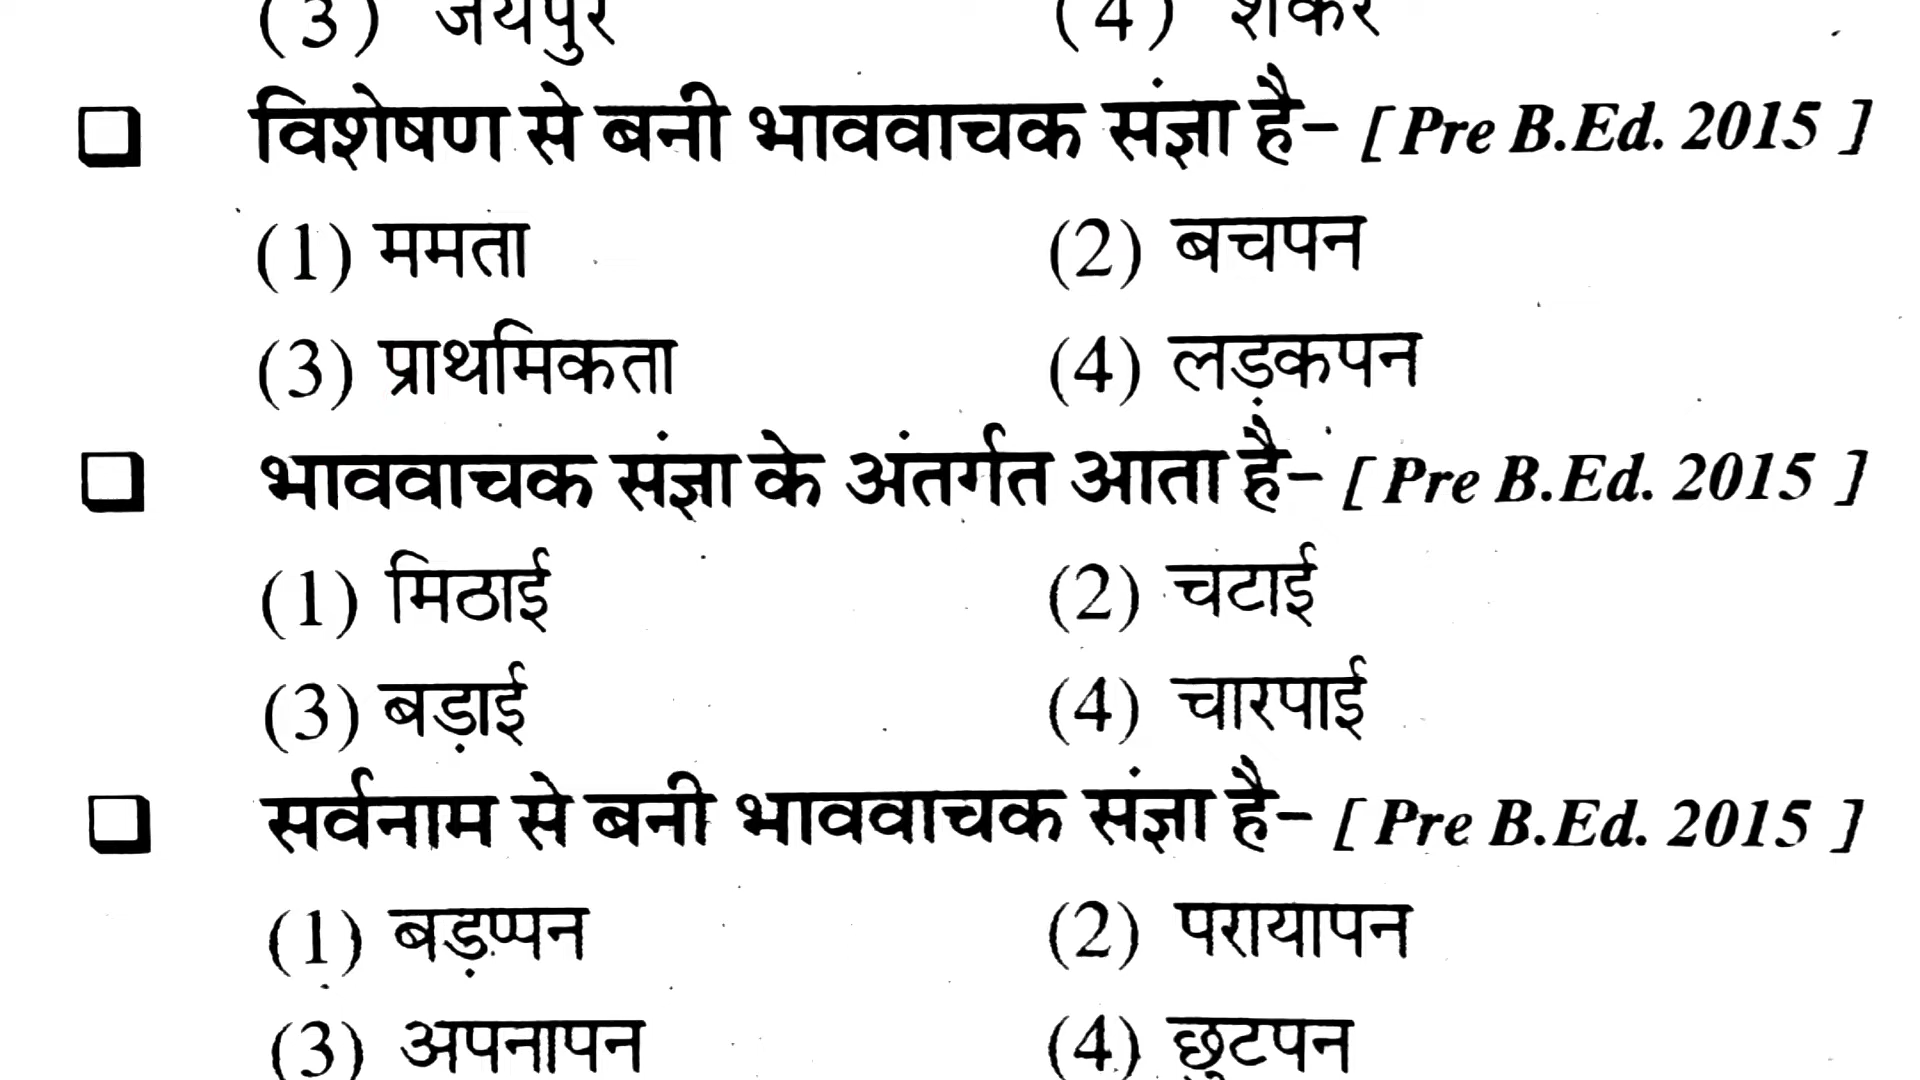 (3) जयपुर (4) शंकर
विशेषण से बनी भाववाचक संज्ञा है- [Pre B.Ed. 2015 ]
(1) ममता (2) बचपन
(3) प्राथमिकता (4) लड़कपन
भाववाचक संज्ञा के अंतर्गत आता है- [ Pre B.Ed. 2015 ]
(1) मिठाई (2) चटाई
(3) बड़ाई (4) चारपाई
सर्वनाम से बनी भाववाचक संज्ञा है- [ Pre B.Ed. 2015 ]
(1) बड़प्पन (2) परायापन
(3) अपनापन (4) छुटपन